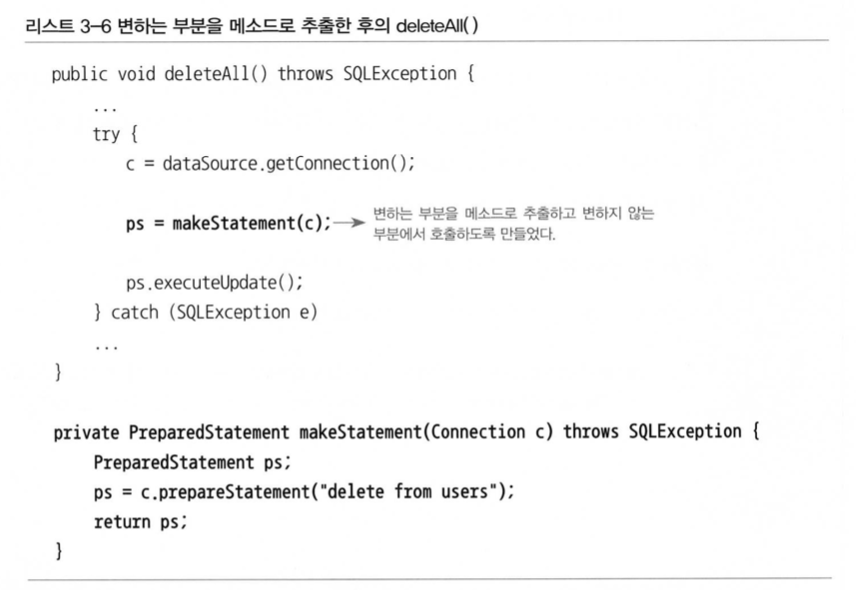 리스트 3-6 변하는 부분을 메소드로 추출한 후의 deleteAll()
public void deleteAll() throws SQLException {
...
try {
c = dataSource.getConnection();
ps = makeStatement(c);
변하는 부분을 메소드로 추출하고 변하지 않는
부분에서 호출하도록 만들었다.
ps.executeUpdate();
} catch (SQLException e)
...
}
private PreparedStatement makeStatement(Connection c) throws SQLException {
PreparedStatement ps;
ps = c.prepareStatement("delete from users");
return ps;
}